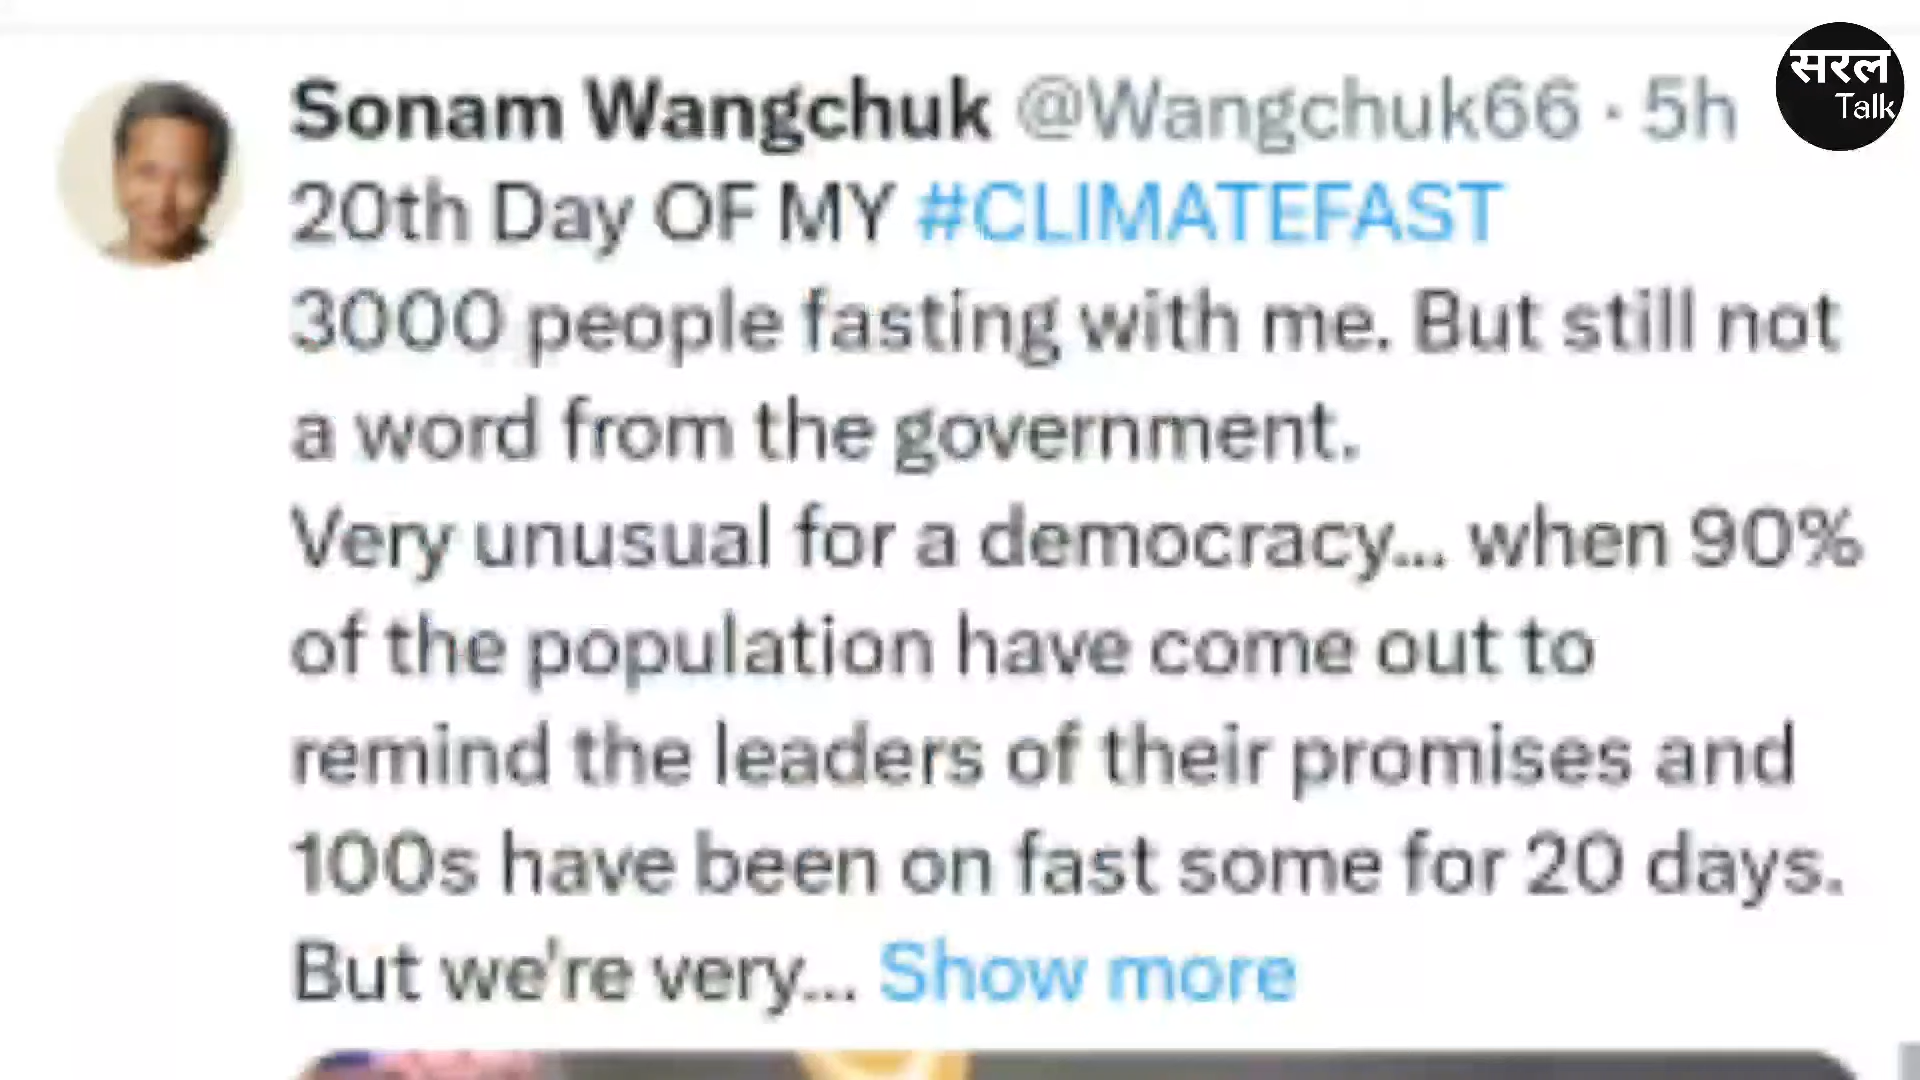 सरल
Talk
Sonam Wangchuk @Wangchuk66 · 5h
20th Day OF MY #CLIMATEFAST
3000 people fasting with me. But still not
a word from the government.
Very unusual for a democracy... when 90%
of the population have come out to
remind the leaders of their promises and
100s have been on fast some for 20 days.
But we're very... Show more